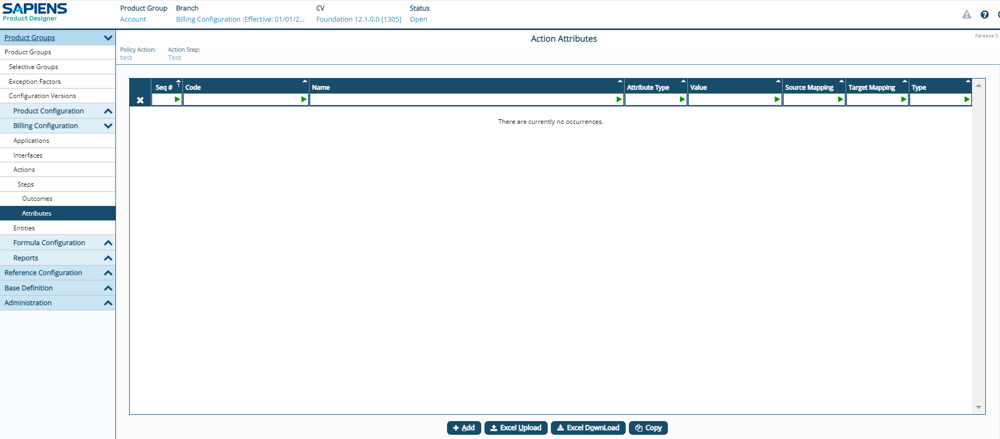 SAPIENS
Product Designer
Product Group Branch CV Status
Account Billing Configuration :Effective: 01/01/2... Foundation 12.1.0.0 [1305] Open
Product Groups
Product Groups
Selective Groups
Exception Factors
Configuration Versions
Product Configuration
Billing Configuration
Applications
Interfaces
Actions
Steps
Outcomes
Attributes
Entities
Formula Configuration
Reports
Reference Configuration
Base Definition
Administration
Action Attributes
Release:5.
Policy Action: Action Step:
test Test
Seq # 1 Code Name Attribute Type Value Source Mapping Target Mapping Type
There are currently no occurrences.
Add Excel Upload Excel DownLoad Copy